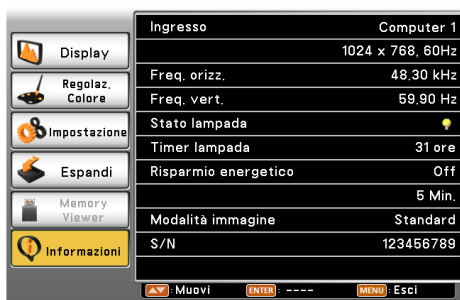 Display
Regolaz.
Colore
Impostazione
Espandi
Memory
Viewer
Informazioni
Ingresso Computer 1
1024 x 768, 60Hz
Freq. orizz. 48.30 kHz
Freq. vert. 59.90 Hz
Stato lampada
Timer lampada 31 ore
Risparmio energetico Off
5 Min.
Modalità immagine Standard
S/N 123456789
:Muovi ENTER : ---- MENU : Esci